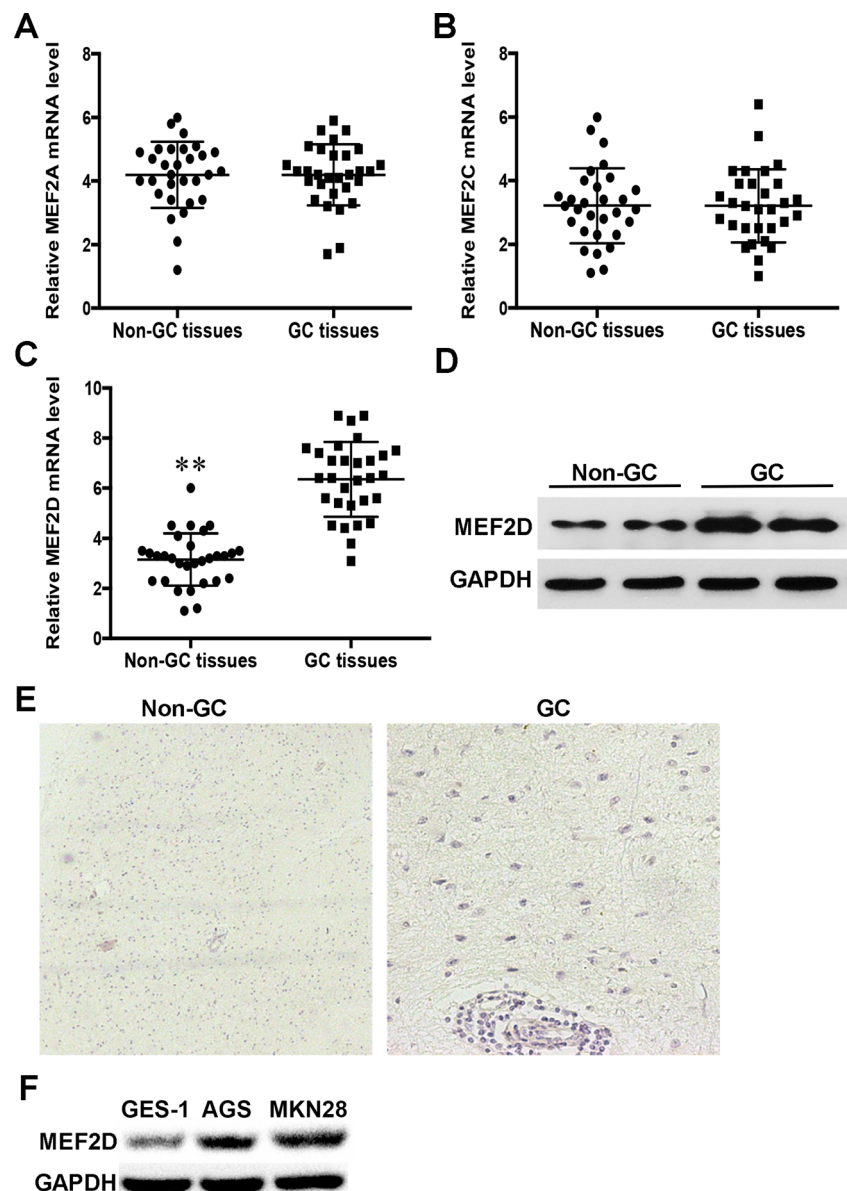 A
Relative MEF2A mRNA level
8
6
4
2
0
Non-GC tissues
GC tissues
B
Relative MEF2C mRNA level
8
6
4
2
0
Non-GC tissues
GC tissues
C
Relative MEF2D mRNA level
10
8
6
4
2
0
**
Non-GC tissues
GC tissues
D
Non-GC
GC
MEF2D
GAPDH
E
Non-GC
GC
F
GES-1 AGS MKN28
MEF2D
GAPDH